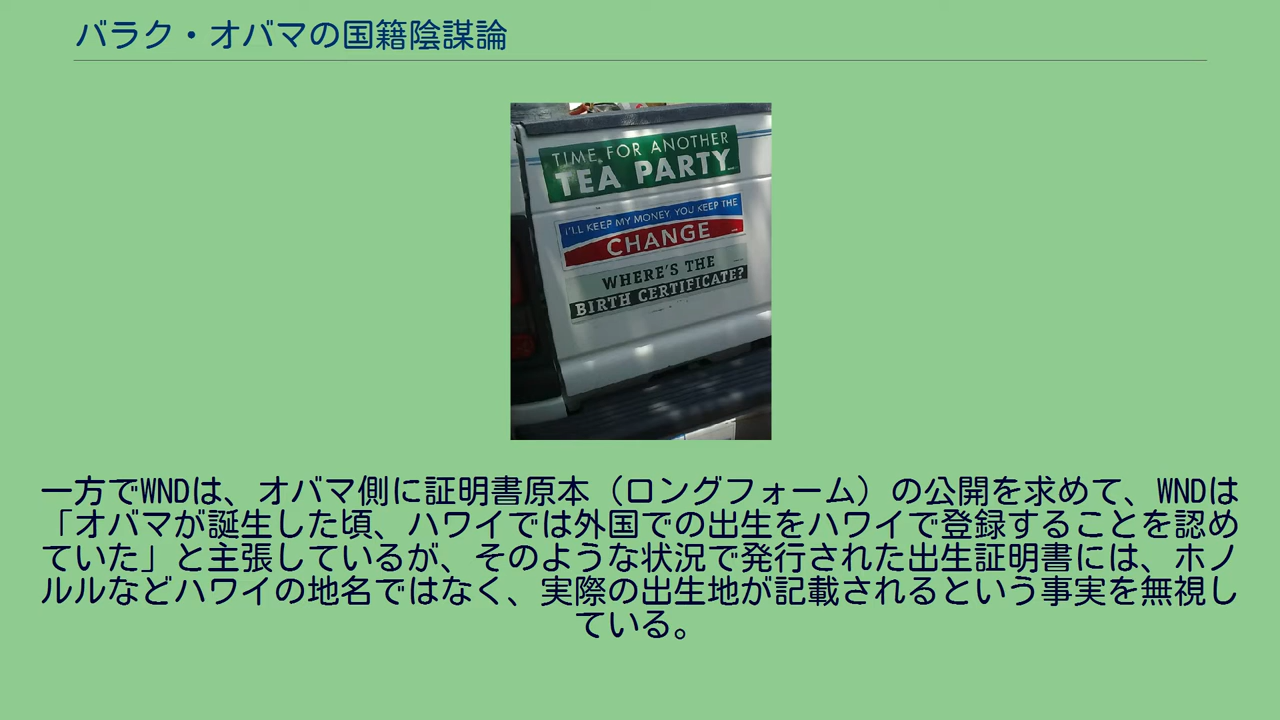 バラク・オバマの国籍陰謀論
TIME FOR ANOTHER
TEA PARTY
I'LL KEEP MY MONEY, YOU KEEP THE
CHANGE
WHERE'S THE
BIRTH CERTIFICATE?
一方でWNDは、オバマ側に証明書原本（ロングフォーム）の公開を求めて、WNDは
「オバマが誕生した頃、ハワイでは外国での出生をハワイで登録することを認め
ていた」と主張しているが、そのような状況で発行された出生証明書には、ホノ
ルルなどハワイの地名ではなく、実際の出生地が記載されるという事実を無視し
ている。